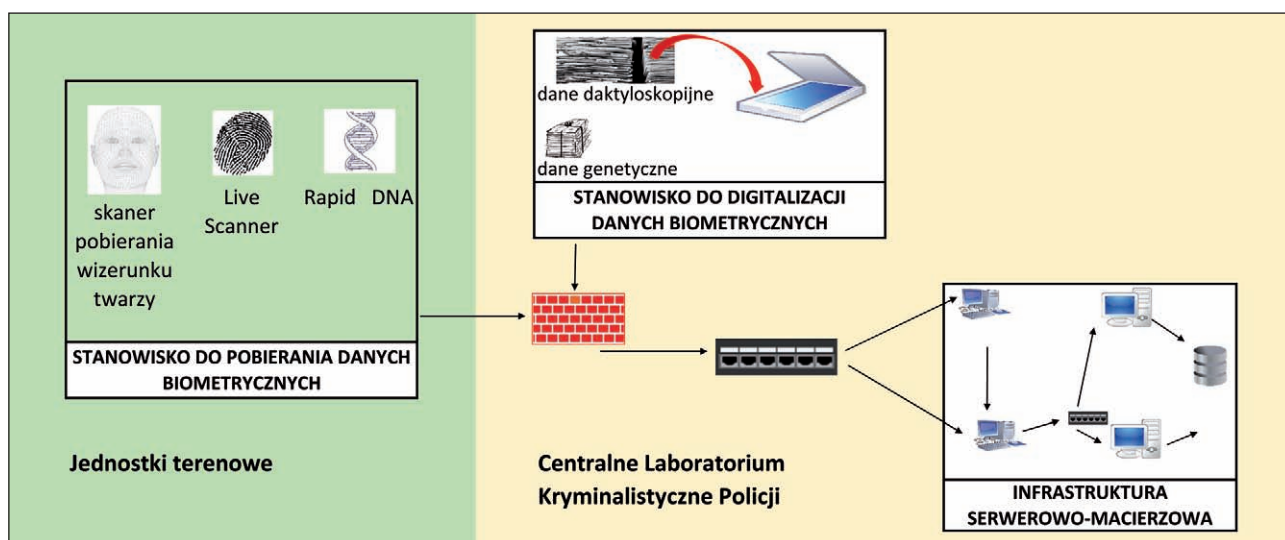 skaner
pobierania
wizerunku
twarzy
Live
Scanner
Rapid DNA
STANOWISKO DO POBIERANIA DANYCH
BIOMETRYCZNYCH
Jednostki terenowe
dane daktyloskopijne
dane genetyczne
STANOWISKO DO DIGITALIZACJI
DANYCH BIOMETRYCZNYCH
Centralne Laboratorium
Kryminalistyczne Policji
INFRASTRUKTURA
SERWEROWO-MACIERZOWA